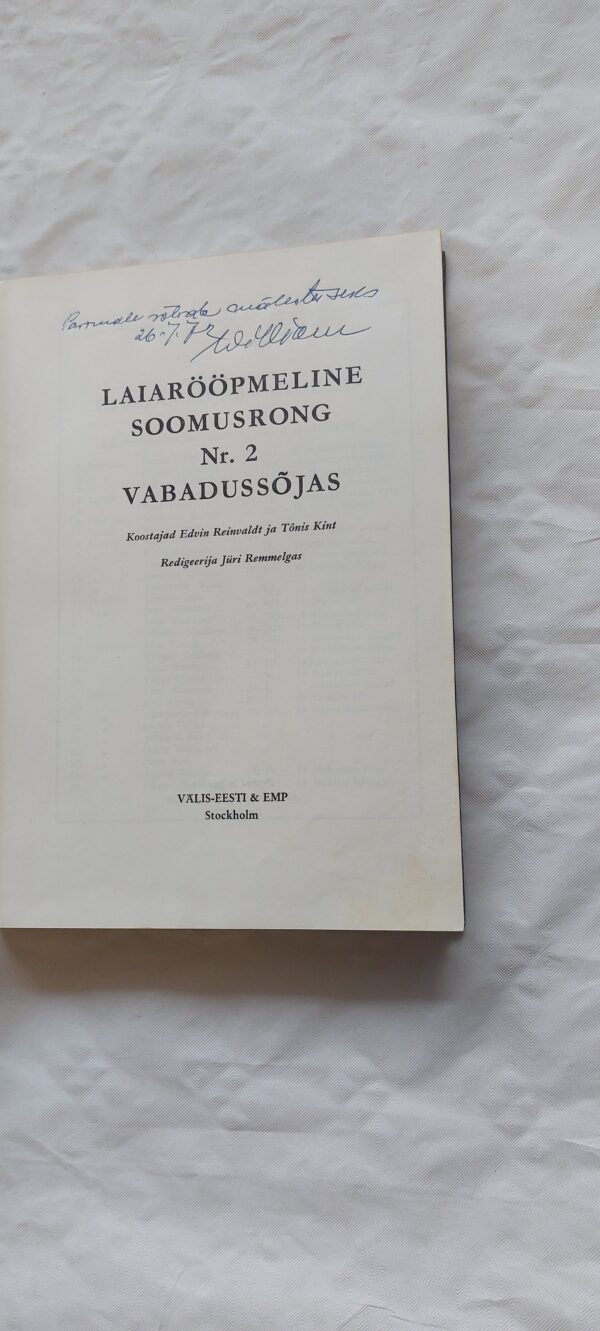 Parimale sõbrale mälestuseks
26.7.72 William
LAIARÖÖPMELINE
SOOMUSRONG
Nr. 2
VABADUSSÕJAS
Koostajad Edvin Reinvaldt ja Tõnis Kint
Redigeerija Jüri Remmelgas
VÄLIS-EESTI & EMP
Stockholm